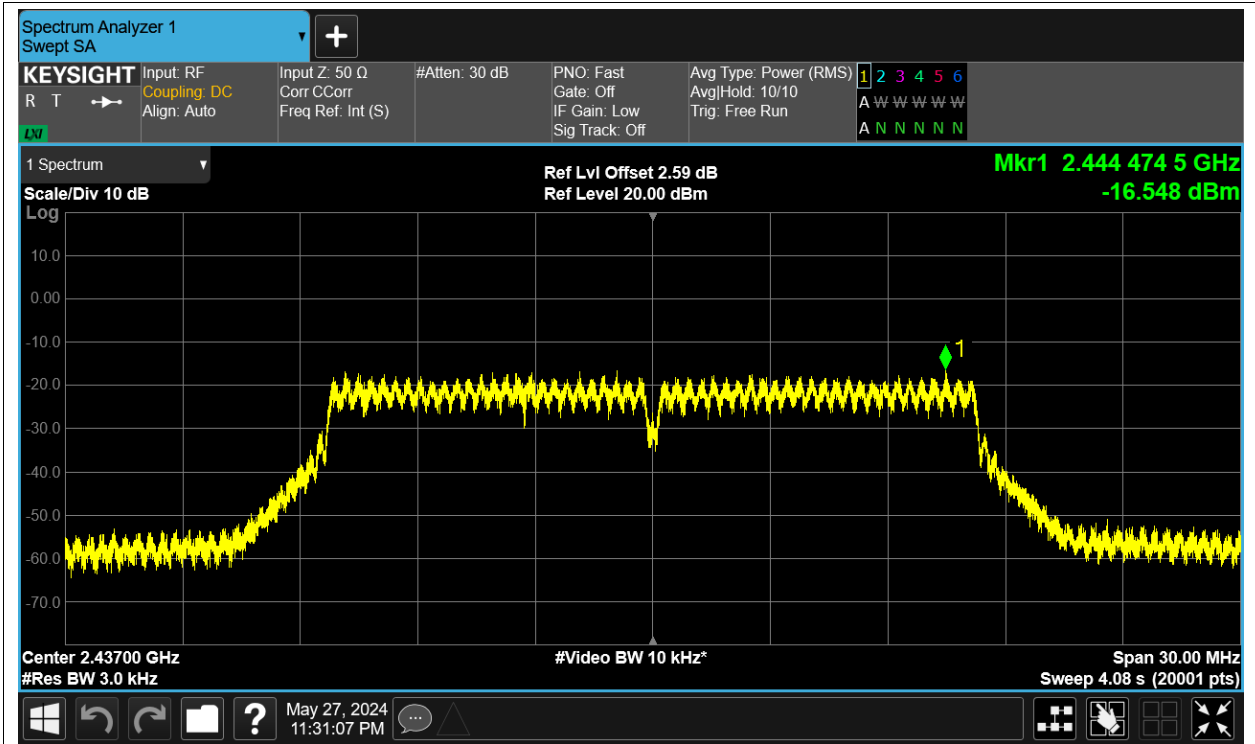 Spectrum Analyzer 1
Swept SA
+
KEYSIGHT
R T
LXI
Input: RF
Coupling: DC
Align: Auto
Input Z: 50 Ω
Corr CCorr
Freq Ref: Int (S)
#Atten: 30 dB
PNO: Fast
Gate: Off
IF Gain: Low
Sig Track: Off
Avg Type: Power (RMS)
Avg|Hold: 10/10
Trig: Free Run
1 2 3 4 5 6
A W W W W W
A N N N N N
1 Spectrum
Scale/Div 10 dB
Log
Ref Lvl Offset 2.59 dB
Ref Level 20.00 dBm
Mkr1 2.444 474 5 GHz
-16.548 dBm
10.0
0.00
-10.0
-20.0
-30.0
-40.0
-50.0
-60.0
-70.0
1
Center 2.43700 GHz
#Res BW 3.0 kHz
#Video BW 10 kHz*
Span 30.00 MHz
Sweep 4.08 s (20001 pts)
?
May 27, 2024
11:31:07 PM